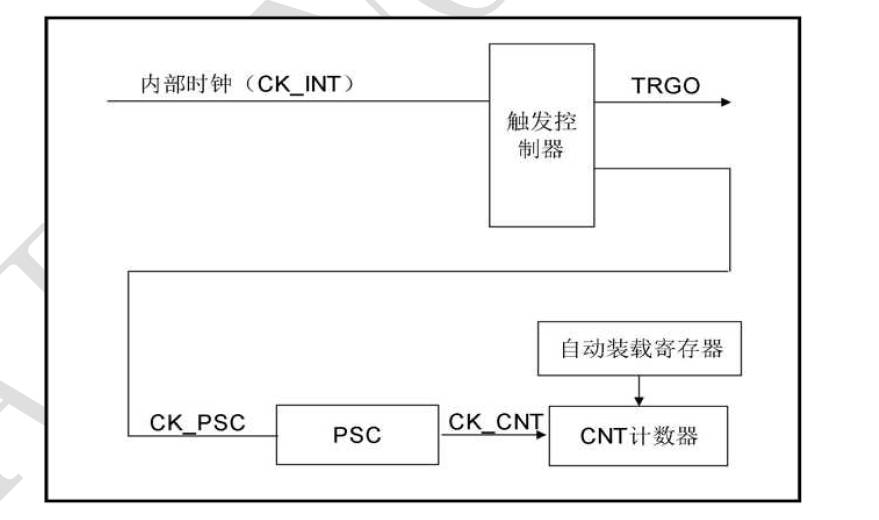 内部时钟（CK_INT）
TRGO
触发控
制器
自动装载寄存器
CK_PSC
PSC
CK_CNT
CNT计数器